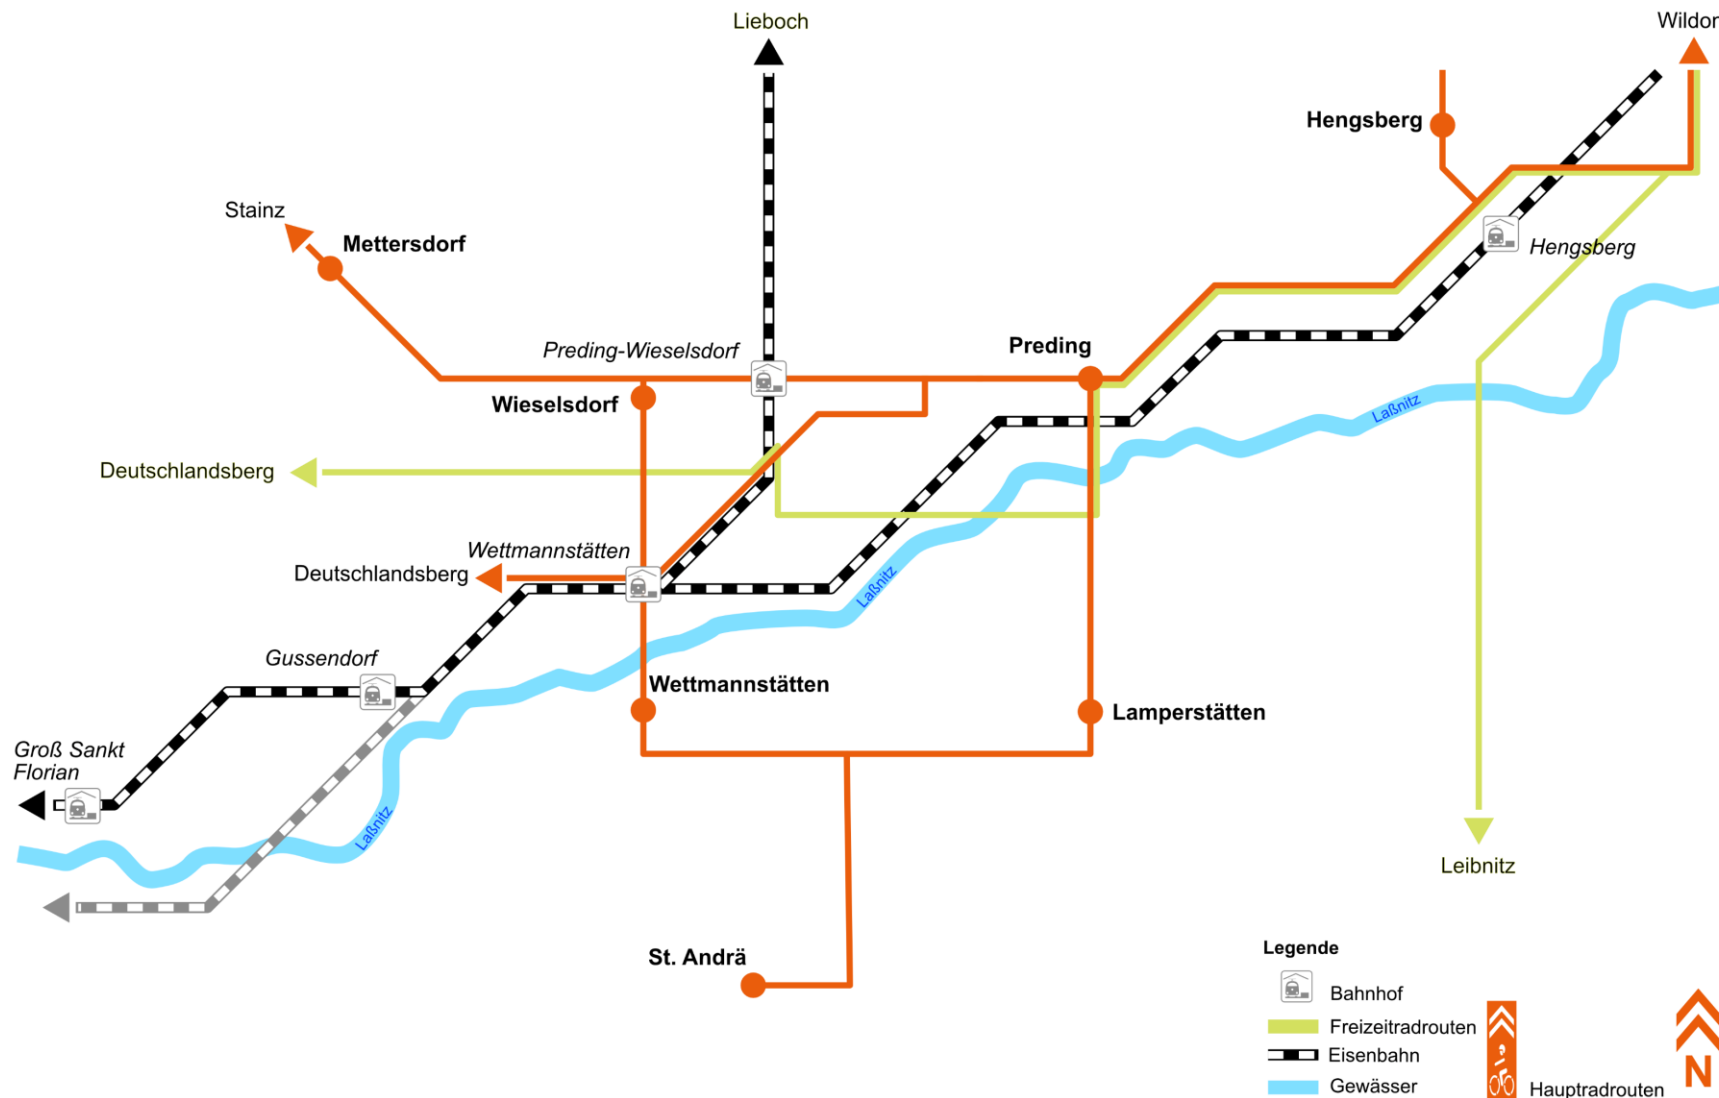 Lieboch
Wildon
Hengsberg
Stainz
Mettersdorf
Hengsberg
Preding-Wieselsdorf
Preding
Wieselsdorf
Laßnitz
Deutschlandsberg
Wettmannstätten
Deutschlandsberg
Laßnitz
Gussendorf
Wettmannstätten
Lamperstätten
Groß Sankt
Florian
Laßnitz
Leibnitz
St. Andrä
Legende
Bahnhof
Freizeitradrouten
Eisenbahn
Gewässer
Hauptradrouten
N